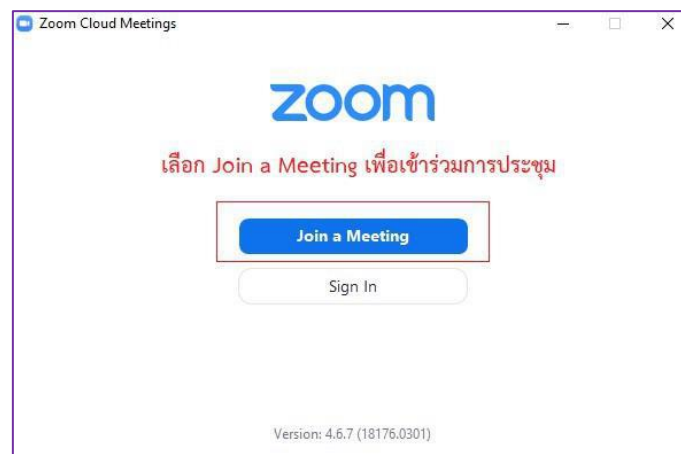 Zoom Cloud Meetings
zoom
เลือก Join a Meeting เพื่อเข้าร่วมการประชุม
Join a Meeting
Sign In
Version: 4.6.7 (18176.0301)